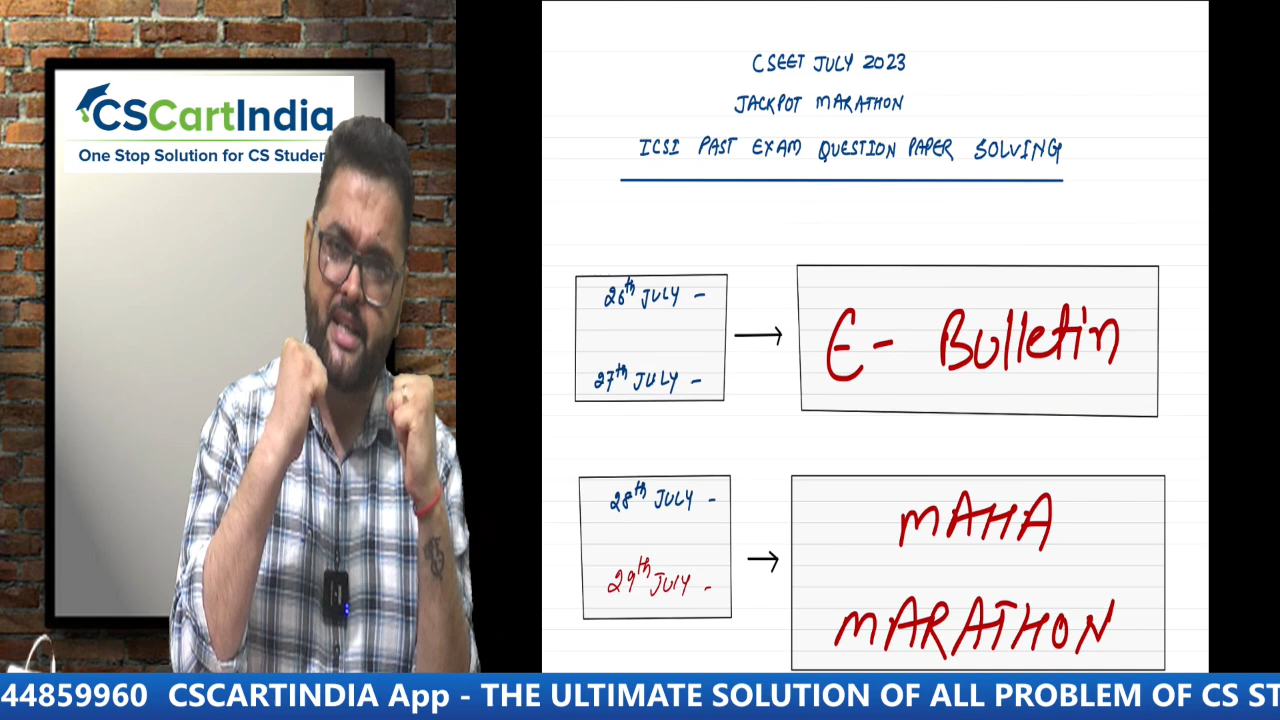 CSCartIndia
One Stop Solution for CS
CSEET JULY 2023
JACKPOT MARATHON
ICSI PAST EXAM QUESTION PAPER SOLVING
26th JULY -
27th JULY -
→ E- Bulletin
28th JULY -
29th JULY -
→ MAHA
MARATHON
44859960 CSCARTINDIA App - THE ULTIMATE SOLUTION OF ALL PROBLEM OF CS ST